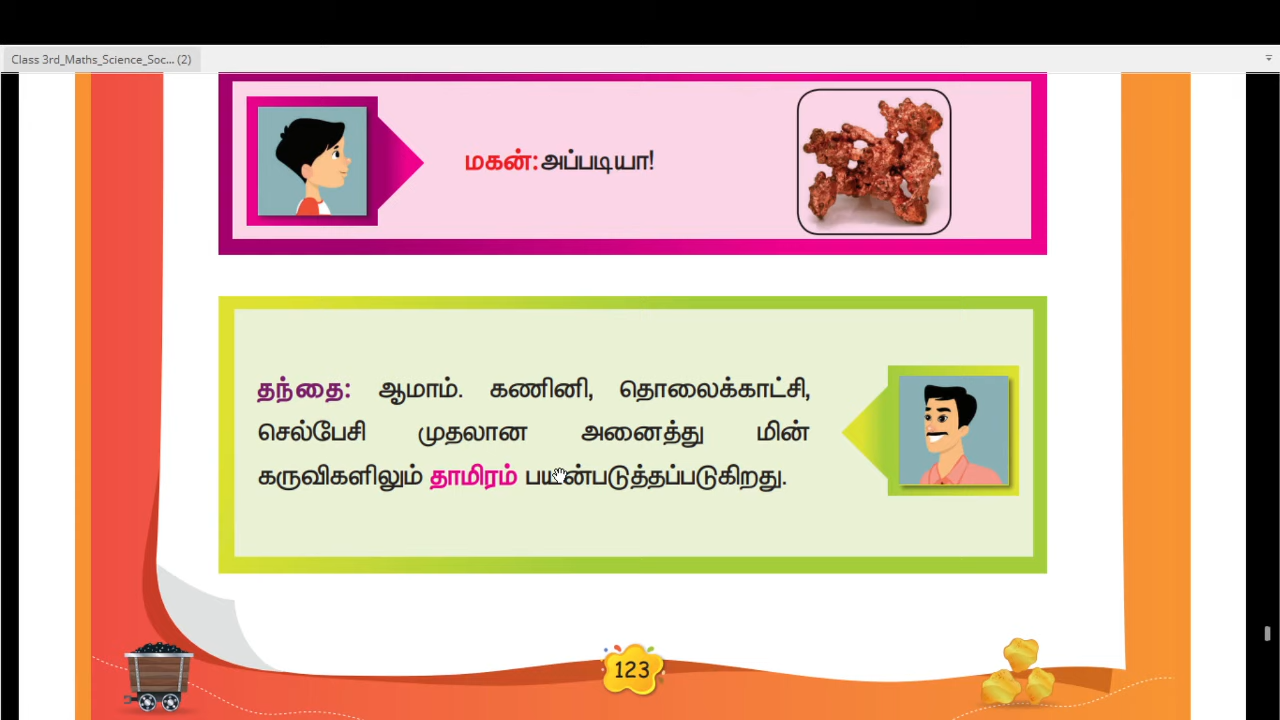 Class 3rd_Maths_Science_Soc... (2)
மகன்:அப்படியா!
தந்தை: ஆமாம். கணினி, தொலைக்காட்சி,
செல்பேசி முதலான அனைத்து மின்
கருவிகளிலும் தாமிரம் பயன்படுத்தப்படுகிறது.
123